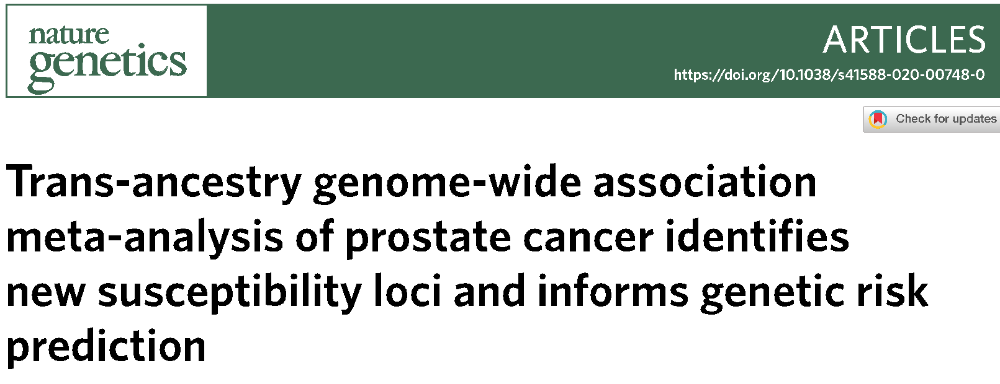 nature
genetics
ARTICLES
https://doi.org/10.1038/s41588-020-00748-0
Check for updates
Trans-ancestry genome-wide association
meta-analysis of prostate cancer identifies
new susceptibility loci and informs genetic risk
prediction